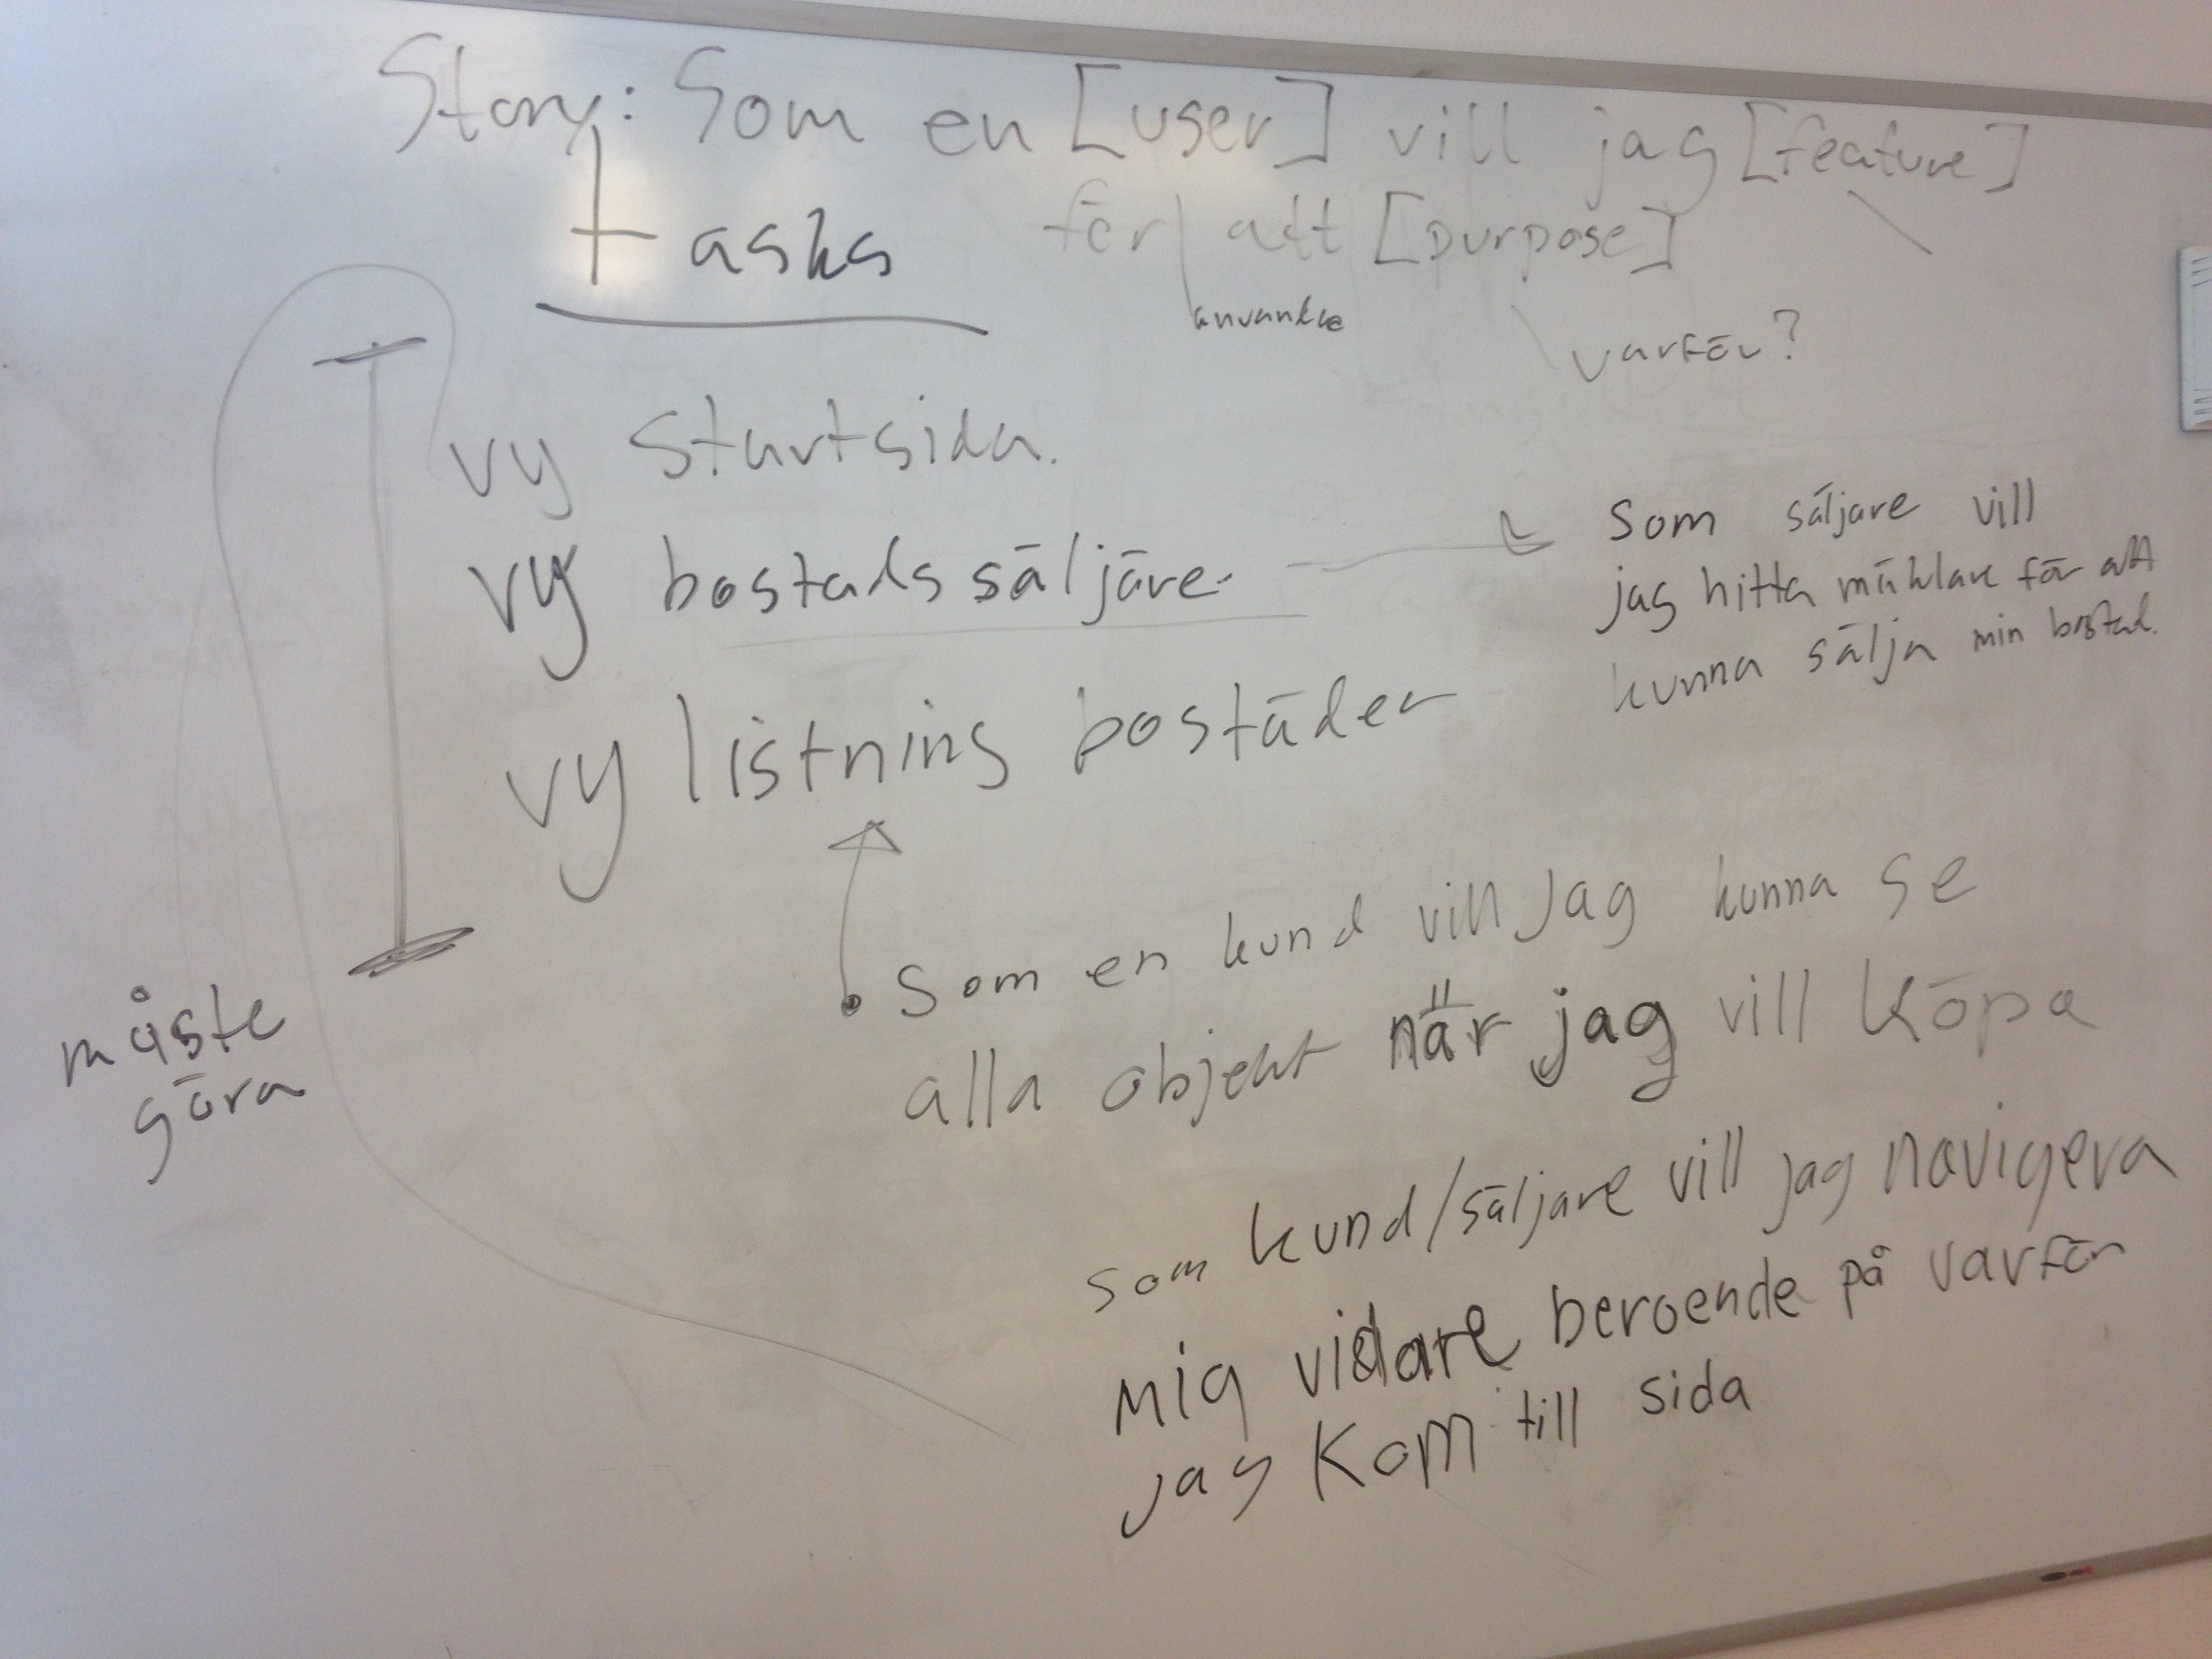 Story: Som en [user] vill jag [feature]
för att [purpose]
tasks
varför?
vy startsida.
vy bostadssäljare.
Som säljare vill
jag hitta mäklare för att
kunna sälja min bostad.
vy listning bostäder
måste
göra
Som en kund vill jag kunna se
alla objekt när jag vill köpa
som kund/säljare vill jag navigera
mig vidare beroende på varför
jag kom till sida